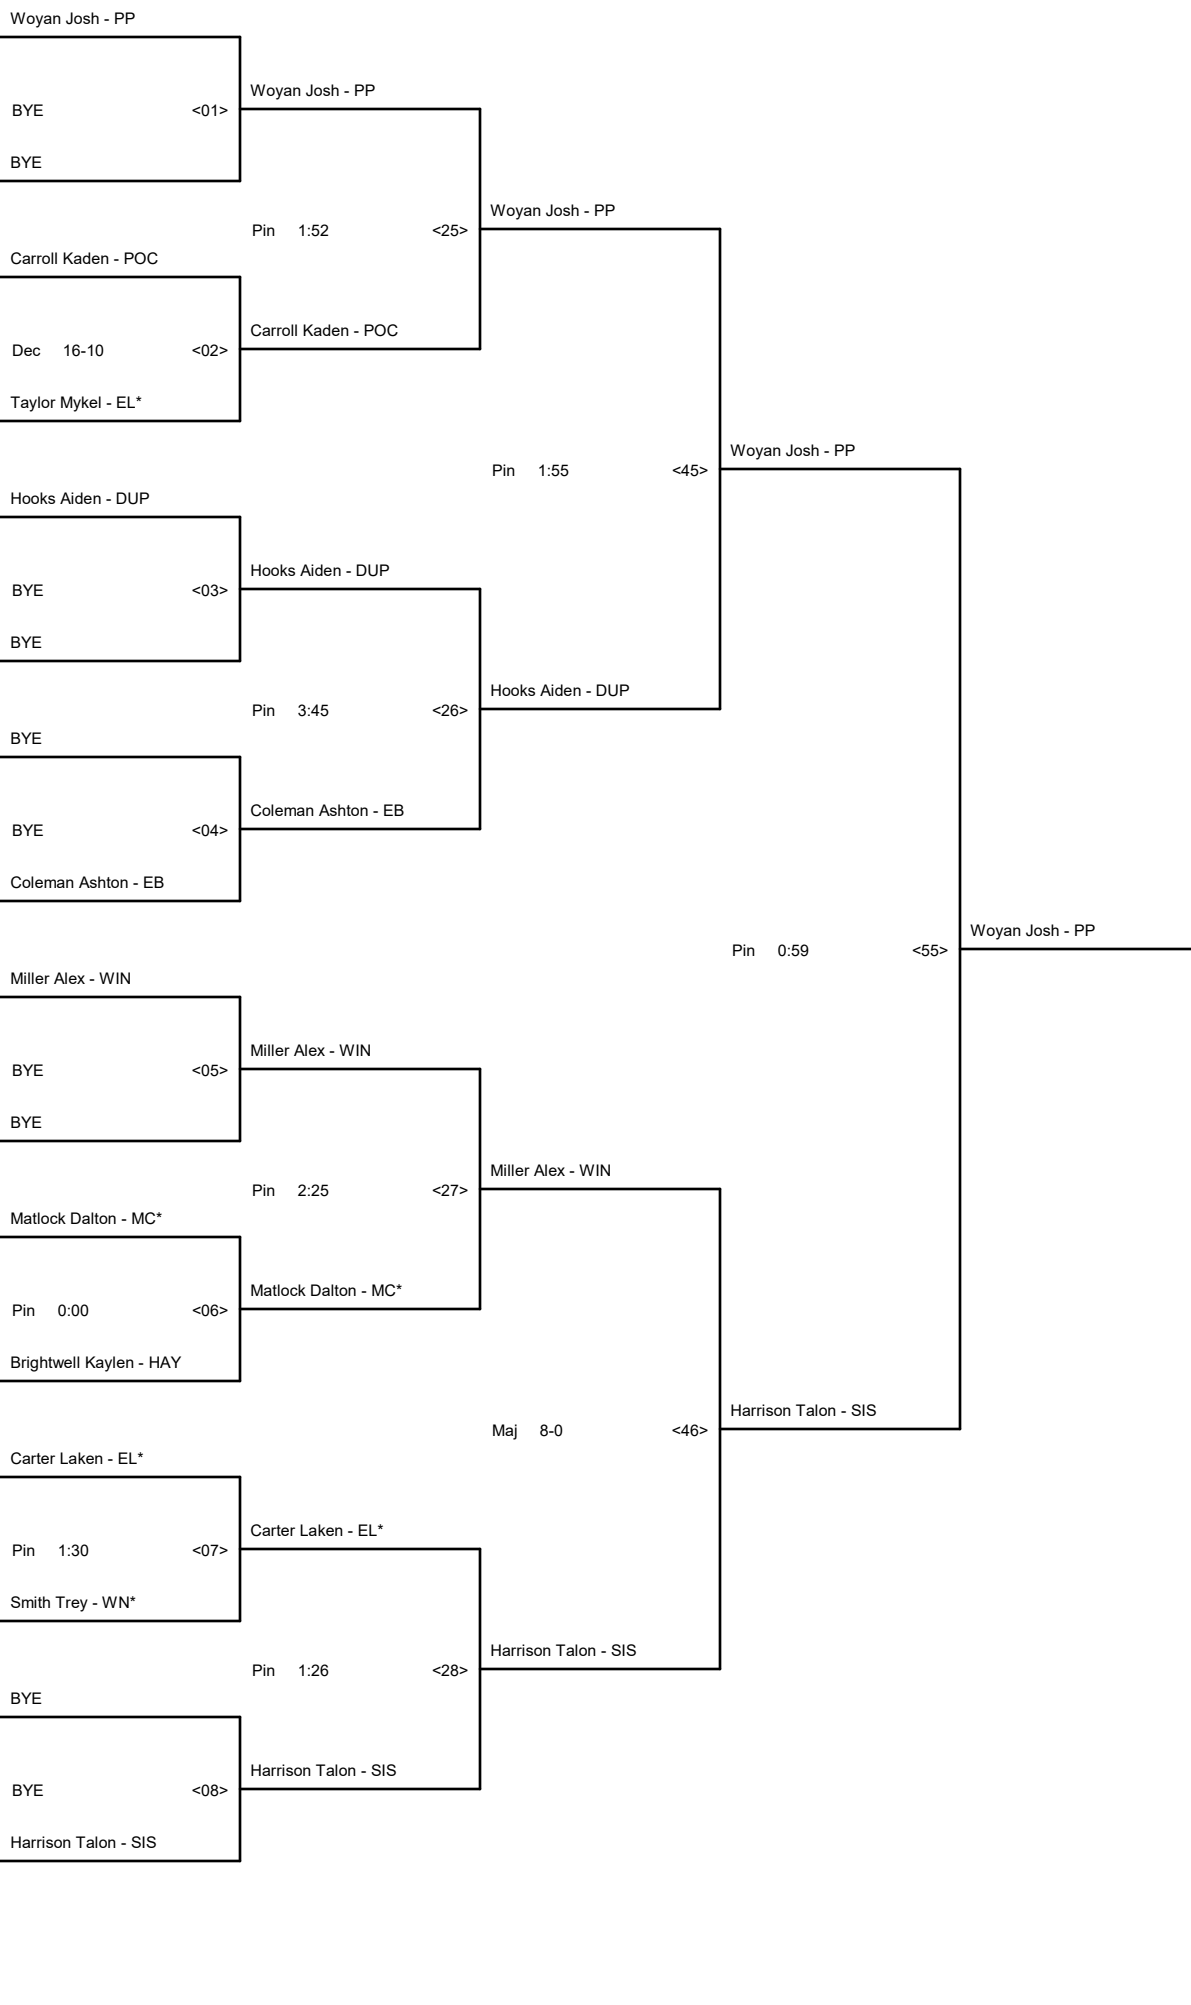 Woyan Josh - PP
Woyan Josh - PP
BYE <01>
BYE
Woyan Josh - PP
Pin 1:52 <25>
Carroll Kaden - POC
Carroll Kaden - POC
Dec 16-10 <02>
Taylor Mykel - EL*
Woyan Josh - PP
Pin 1:55 <45>
Hooks Aiden - DUP
Hooks Aiden - DUP
BYE <03>
BYE
Hooks Aiden - DUP
Pin 3:45 <26>
BYE
Coleman Ashton - EB
BYE <04>
Coleman Ashton - EB
Woyan Josh - PP
Pin 0:59 <55>
Miller Alex - WIN
Miller Alex - WIN
BYE <05>
BYE
Miller Alex - WIN
Pin 2:25 <27>
Matlock Dalton - MC*
Matlock Dalton - MC*
Pin 0:00 <06>
Brightwell Kaylen - HAY
Harrison Talon - SIS
Maj 8-0 <46>
Carter Laken - EL*
Carter Laken - EL*
Pin 1:30 <07>
Smith Trey - WN*
Harrison Talon - SIS
Pin 1:26 <28>
BYE
Harrison Talon - SIS
BYE <08>
Harrison Talon - SIS